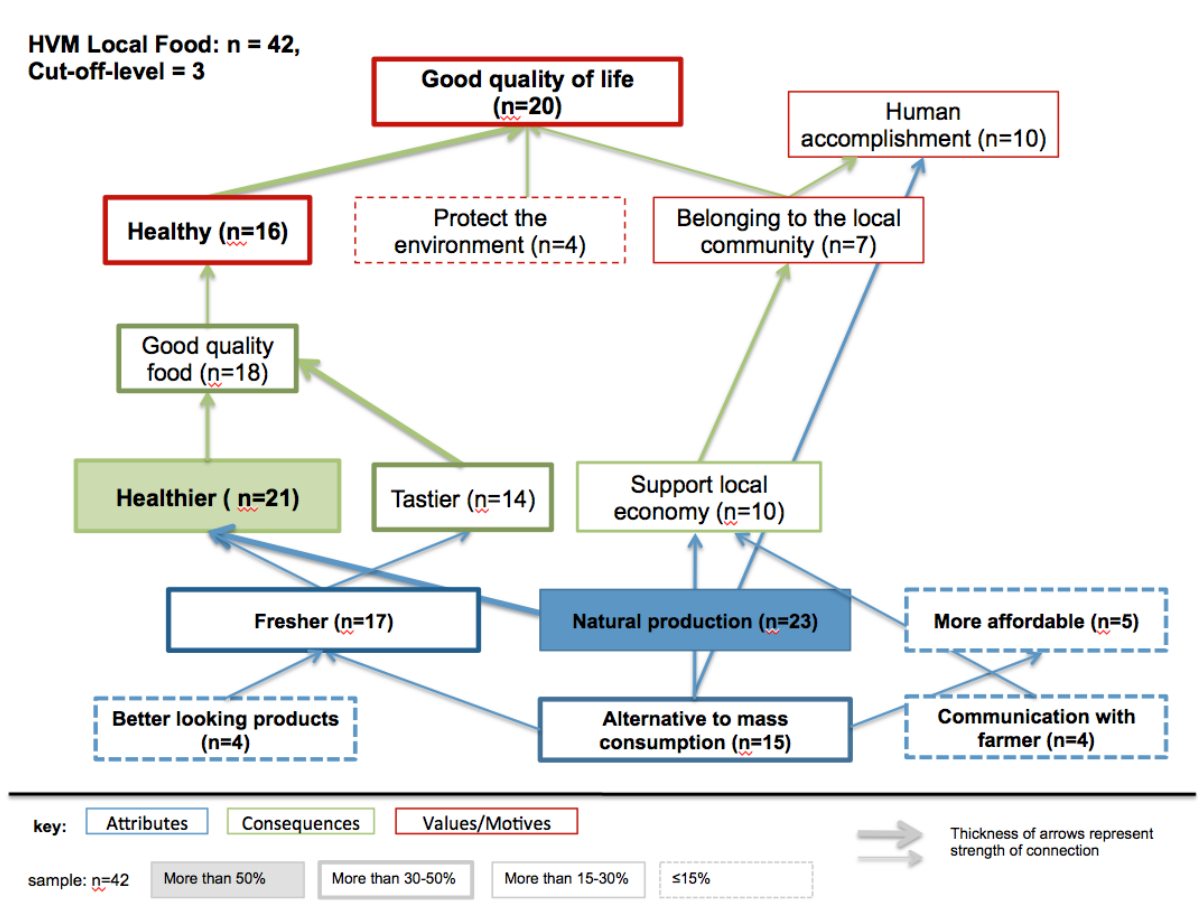 HVM Local Food: n = 42,
Cut-off-level = 3
Good quality of life
(n=20)
Human
accomplishment (n=10)
Healthy (n=16)
Protect the
environment (n=4)
Belonging to the local
community (n=7)
Good quality
food (n=18)
Healthier ( n=21)
Tastier (n=14)
Support local
economy (n=10)
Fresher (n=17)
Natural production (n=23)
More affordable (n=5)
Better looking products
(n=4)
Alternative to mass
consumption (n=15)
Communication with
farmer (n=4)
key:
Attributes
Consequences
Values/Motives
Thickness of arrows represent
strength of connection
sample: n=42
More than 50%
More than 30-50%
More than 15-30%
≤15%